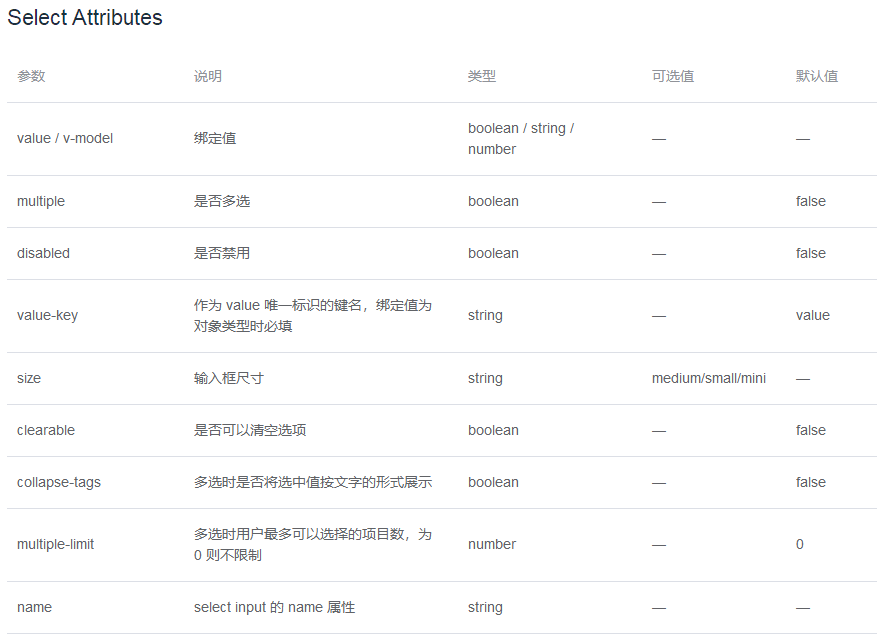 Select Attributes
参数 说明 类型 可选值 默认值
value / v-model 绑定值 boolean / string / number — —
multiple 是否多选 boolean — false
disabled 是否禁用 boolean — false
value-key 作为 value 唯一标识的键名，绑定值为对象类型时必填 string — value
size 输入框尺寸 string medium/small/mini —
clearable 是否可以清空选项 boolean — false
collapse-tags 多选时是否将选中值按文字的形式展示 boolean — false
multiple-limit 多选时用户最多可以选择的项目数，为 0 则不限制 number — 0
name select input 的 name 属性 string — —